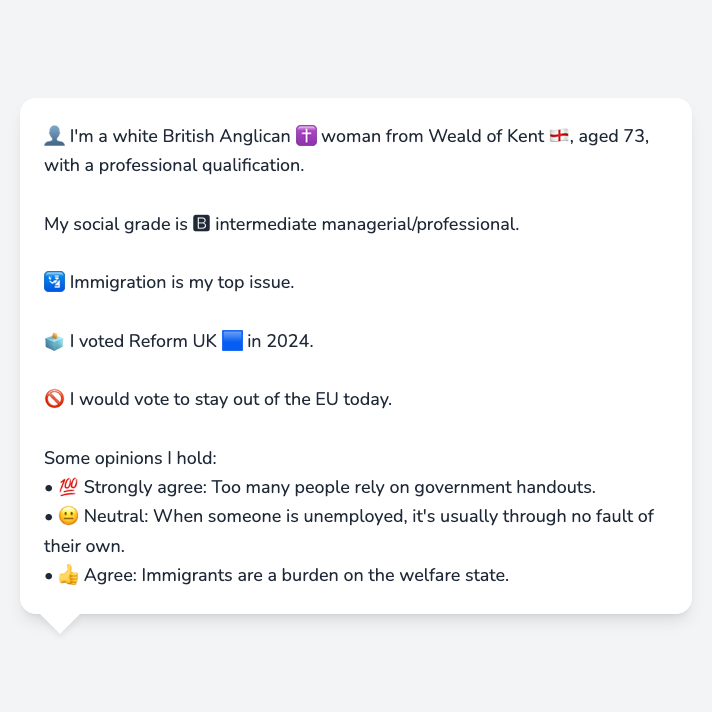 👤 I'm a white British Anglican ✝️ woman from Weald of Kent 🏴󠁧󠁢󠁥󠁮󠁧󠁿, aged 73,
with a professional qualification.
My social grade is 🅱 intermediate managerial/professional.
🛂 Immigration is my top issue.
🗳️ I voted Reform UK 🟦 in 2024.
🚫 I would vote to stay out of the EU today.
Some opinions I hold:
• 💯 Strongly agree: Too many people rely on government handouts.
• 😐 Neutral: When someone is unemployed, it's usually through no fault of
their own.
• 👍 Agree: Immigrants are a burden on the welfare state.